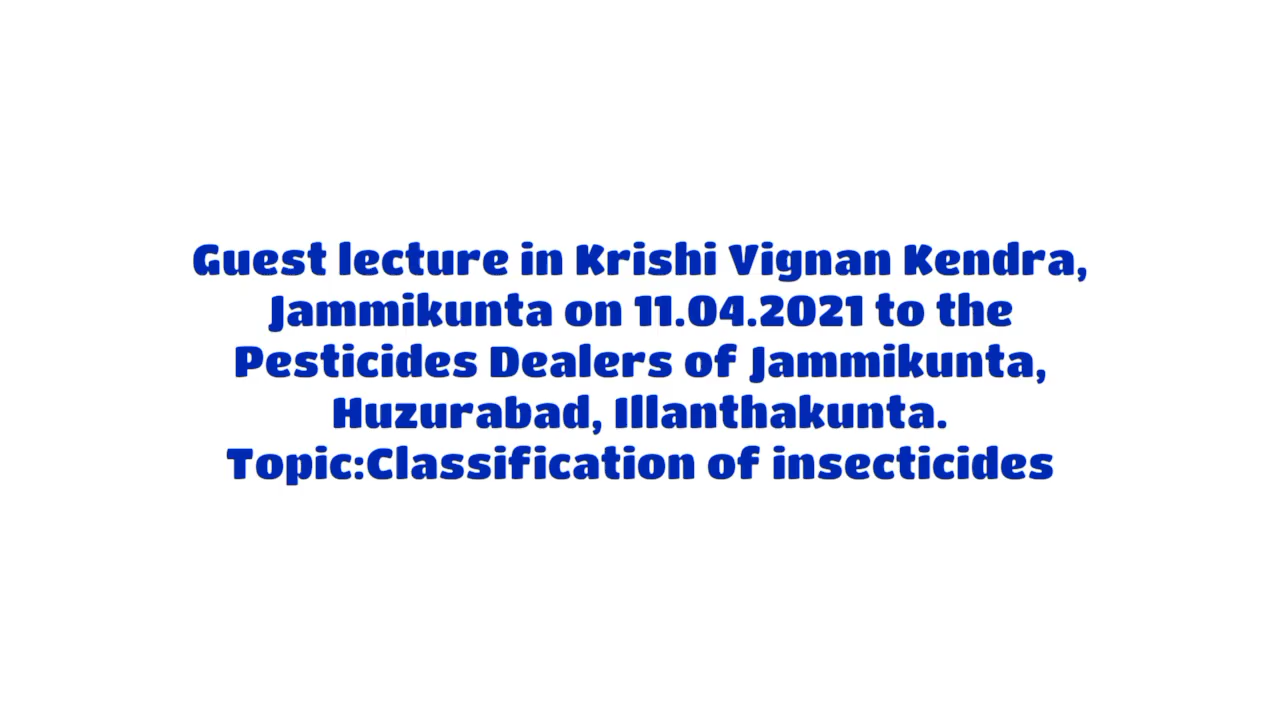 Guest lecture in Krishi Vignan Kendra,
Jammikunta on 11.04.2021 to the
Pesticides Dealers of Jammikunta,
Huzurabad, Illanthakunta.
Topic:Classification of insecticides